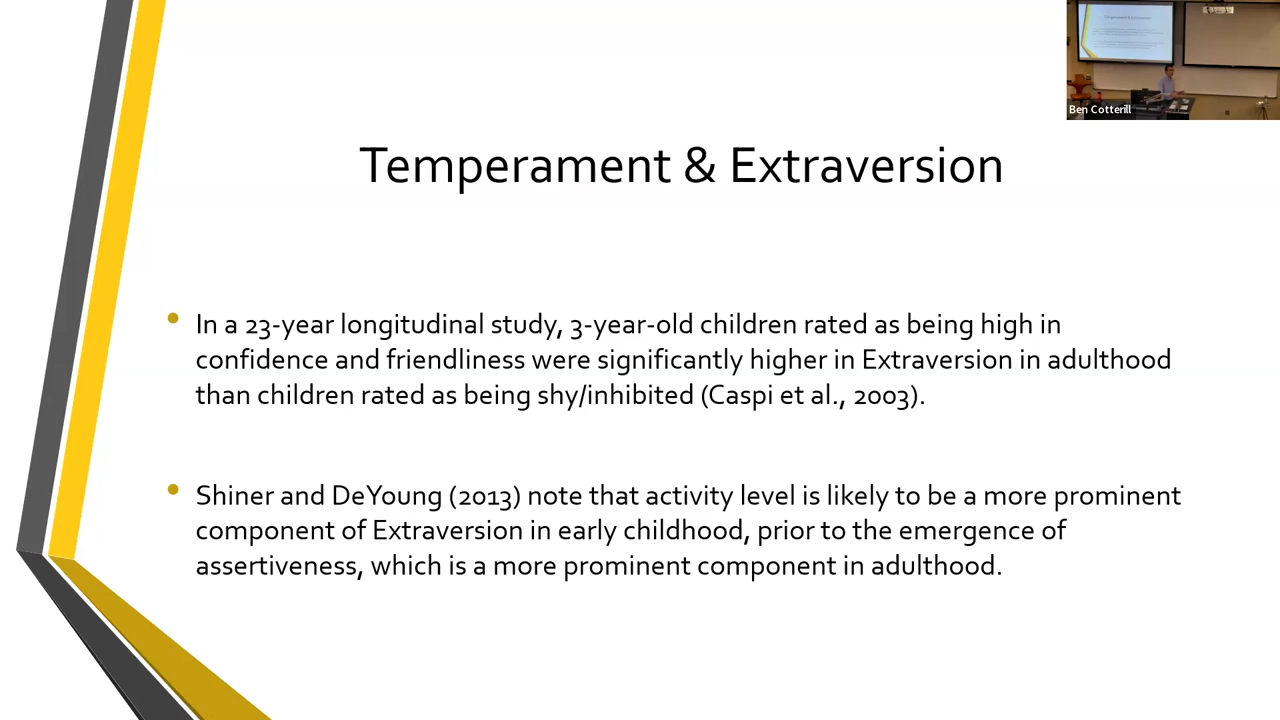 Ben Cotterill
Temperament & Extraversion
In a 23-year longitudinal study, 3-year-old children rated as being high in
confidence and friendliness were significantly higher in Extraversion in adulthood
than children rated as being shy/inhibited (Caspi et al., 2003).
Shiner and DeYoung (2013) note that activity level is likely to be a more prominent
component of Extraversion in early childhood, prior to the emergence of
assertiveness, which is a more prominent component in adulthood.